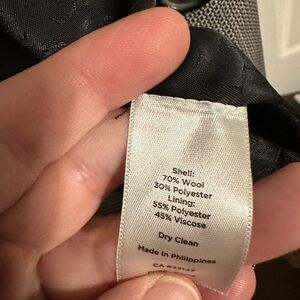 Shell:
70% Wool
30% Polyester
Lining:
55% Polyester
45% Viscose
Dry Clean
Made in Philippines